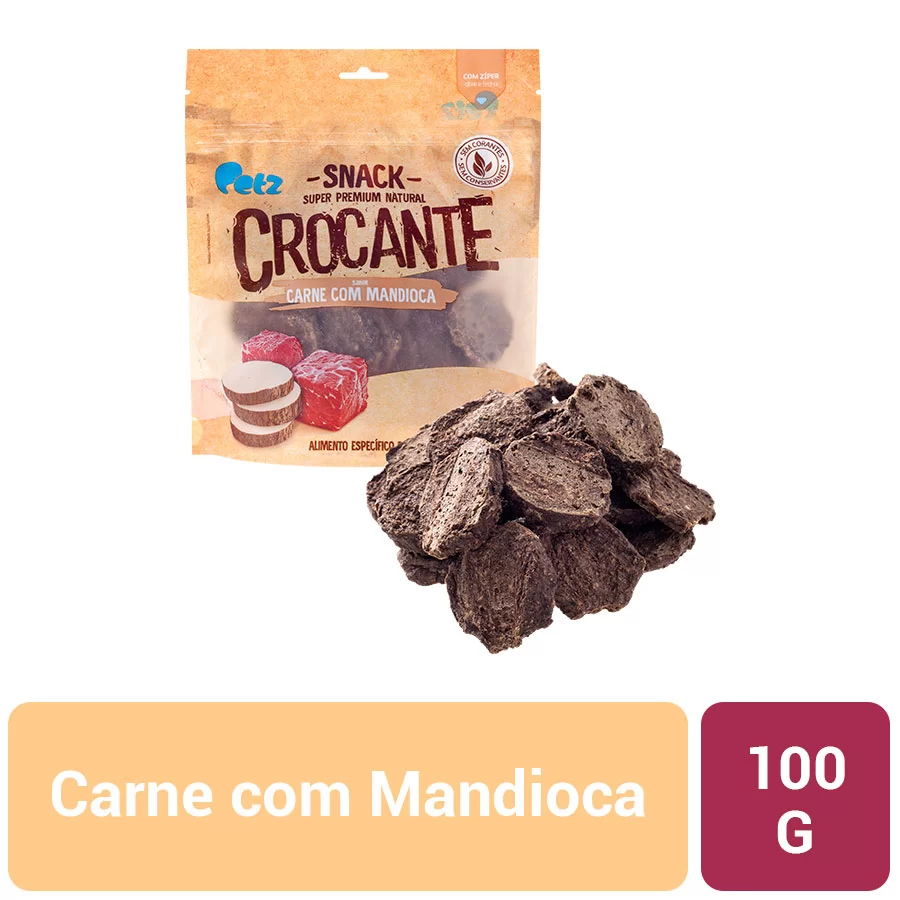 COM ZÍPER
Petz
Petz
SEM CORANTES
SEM CONSERVANTES
-SNACK-
SUPER PREMIUM NATURAL
CROCANTE
SABOR
CARNE COM MANDIOCA
ALIMENTO ESPECÍFICO
Carne com Mandioca
100
G